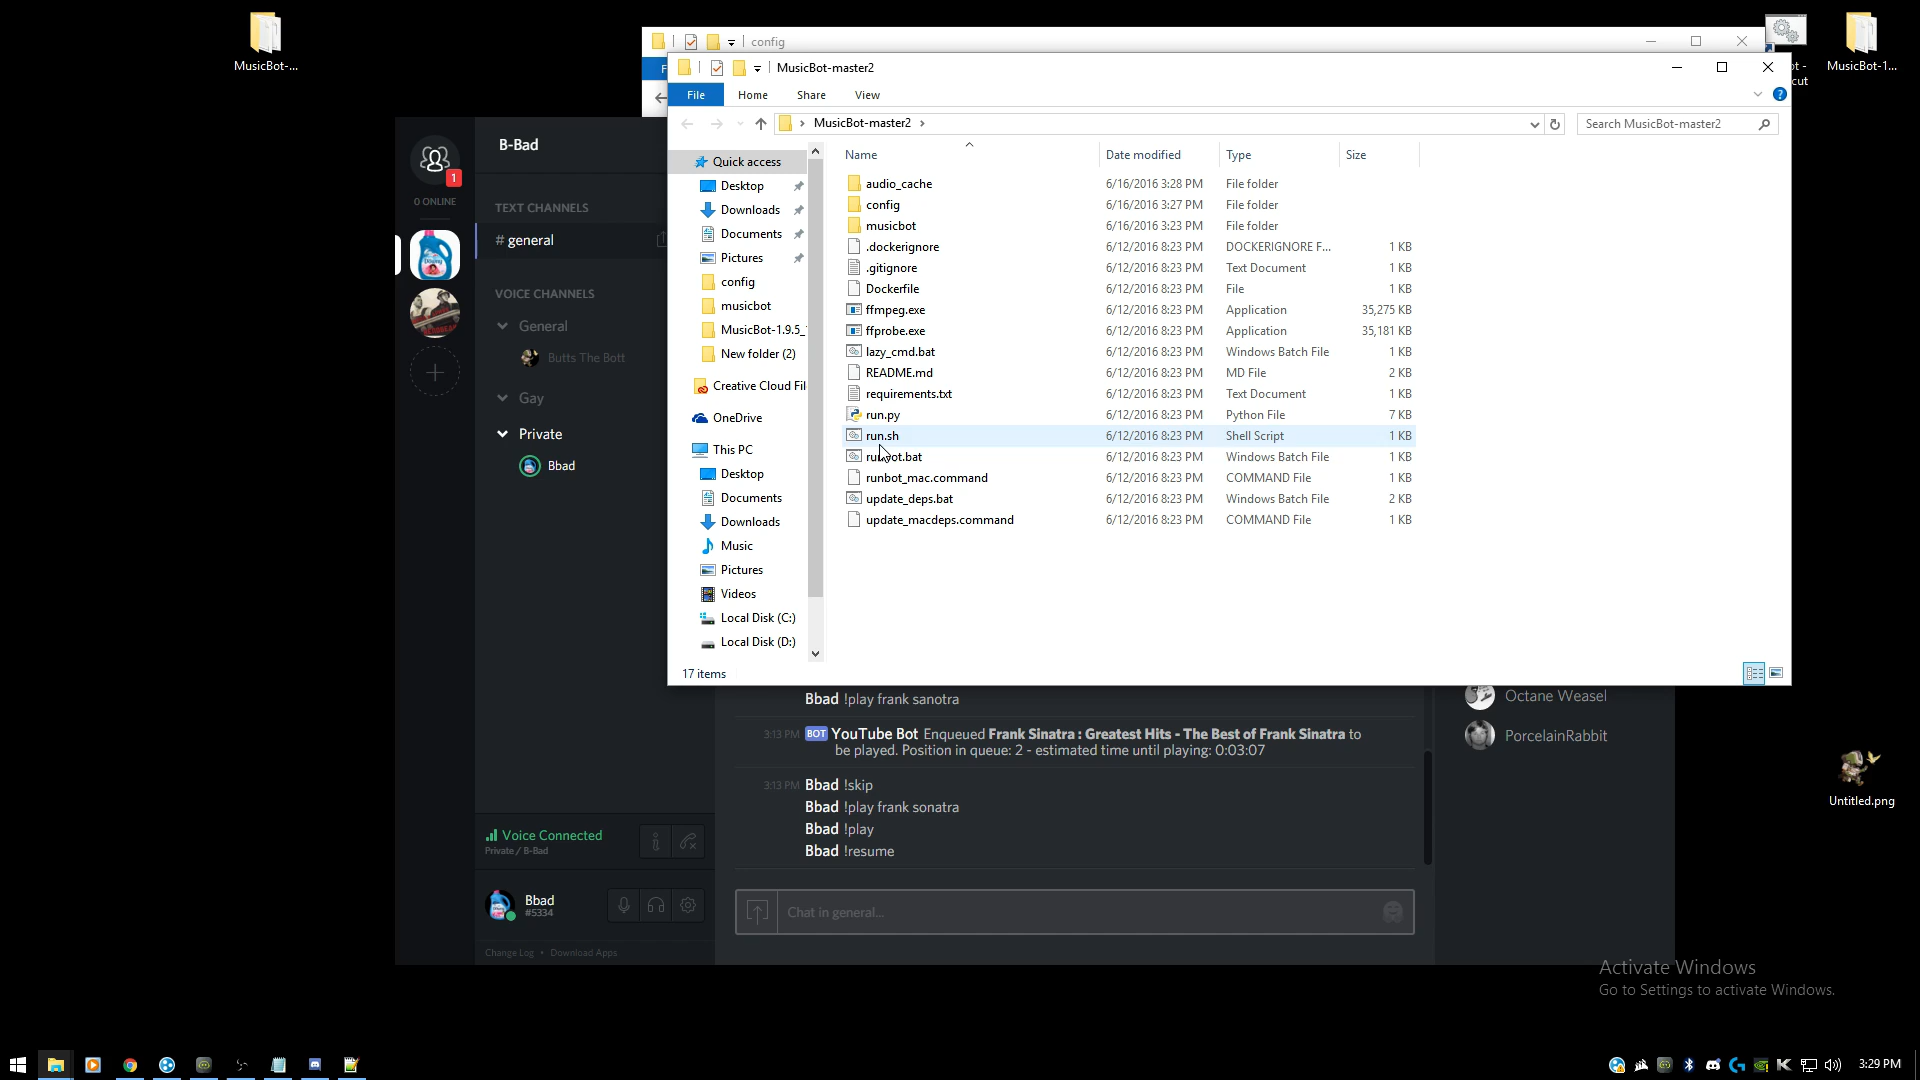 MusicBot-...
config
MusicBot-1...
MusicBot-master2
File
Home
Share
View
MusicBot-master2
Search MusicBot-master2
Name
Date modified
Type
Size
Quick access
Desktop
Downloads
Documents
Pictures
config
musicbot
MusicBot-1.9.5_
New folder (2)
Creative Cloud Fil
OneDrive
This PC
Desktop
Documents
Downloads
Music
Pictures
Videos
Local Disk (C:)
Local Disk (D:)
audio_cache 6/16/2016 3:28 PM File folder
config 6/16/2016 3:27 PM File folder
musicbot 6/16/2016 3:23 PM File folder
.dockerignore 6/12/2016 8:23 PM DOCKERIGNORE F... 1 KB
.gitignore 6/12/2016 8:23 PM Text Document 1 KB
Dockerfile 6/12/2016 8:23 PM File 1 KB
ffmpeg.exe 6/12/2016 8:23 PM Application 35,275 KB
ffprobe.exe 6/12/2016 8:23 PM Application 35,181 KB
lazy_cmd.bat 6/12/2016 8:23 PM Windows Batch File 1 KB
README.md 6/12/2016 8:23 PM MD File 2 KB
requirements.txt 6/12/2016 8:23 PM Text Document 1 KB
run.py 6/12/2016 8:23 PM Python File 7 KB
run.sh 6/12/2016 8:23 PM Shell Script 1 KB
runbot.bat 6/12/2016 8:23 PM Windows Batch File 1 KB
runbot_mac.command 6/12/2016 8:23 PM COMMAND File 1 KB
update_deps.bat 6/12/2016 8:23 PM Windows Batch File 2 KB
update_macdeps.command 6/12/2016 8:23 PM COMMAND File 1 KB
17 items
1
0 ONLINE
B-Bad
TEXT CHANNELS
# general
VOICE CHANNELS
General
Butts The Bott
Gay
Private
Bbad
Voice Connected
Private / B-Bad
Bbad
#5334
Change Log • Download Apps
Bbad !play frank sanotra
3:13 PM BOT YouTube Bot Enqueued Frank Sinatra : Greatest Hits - The Best of Frank Sinatra to
be played. Position in queue: 2 - estimated time until playing: 0:03:07
3:13 PM Bbad !skip
Bbad !play frank sonatra
Bbad !play
Bbad !resume
Chat in general...
Octane Weasel
PorcelainRabbit
Untitled.png
Activate Windows
Go to Settings to activate Windows.
3:29 PM